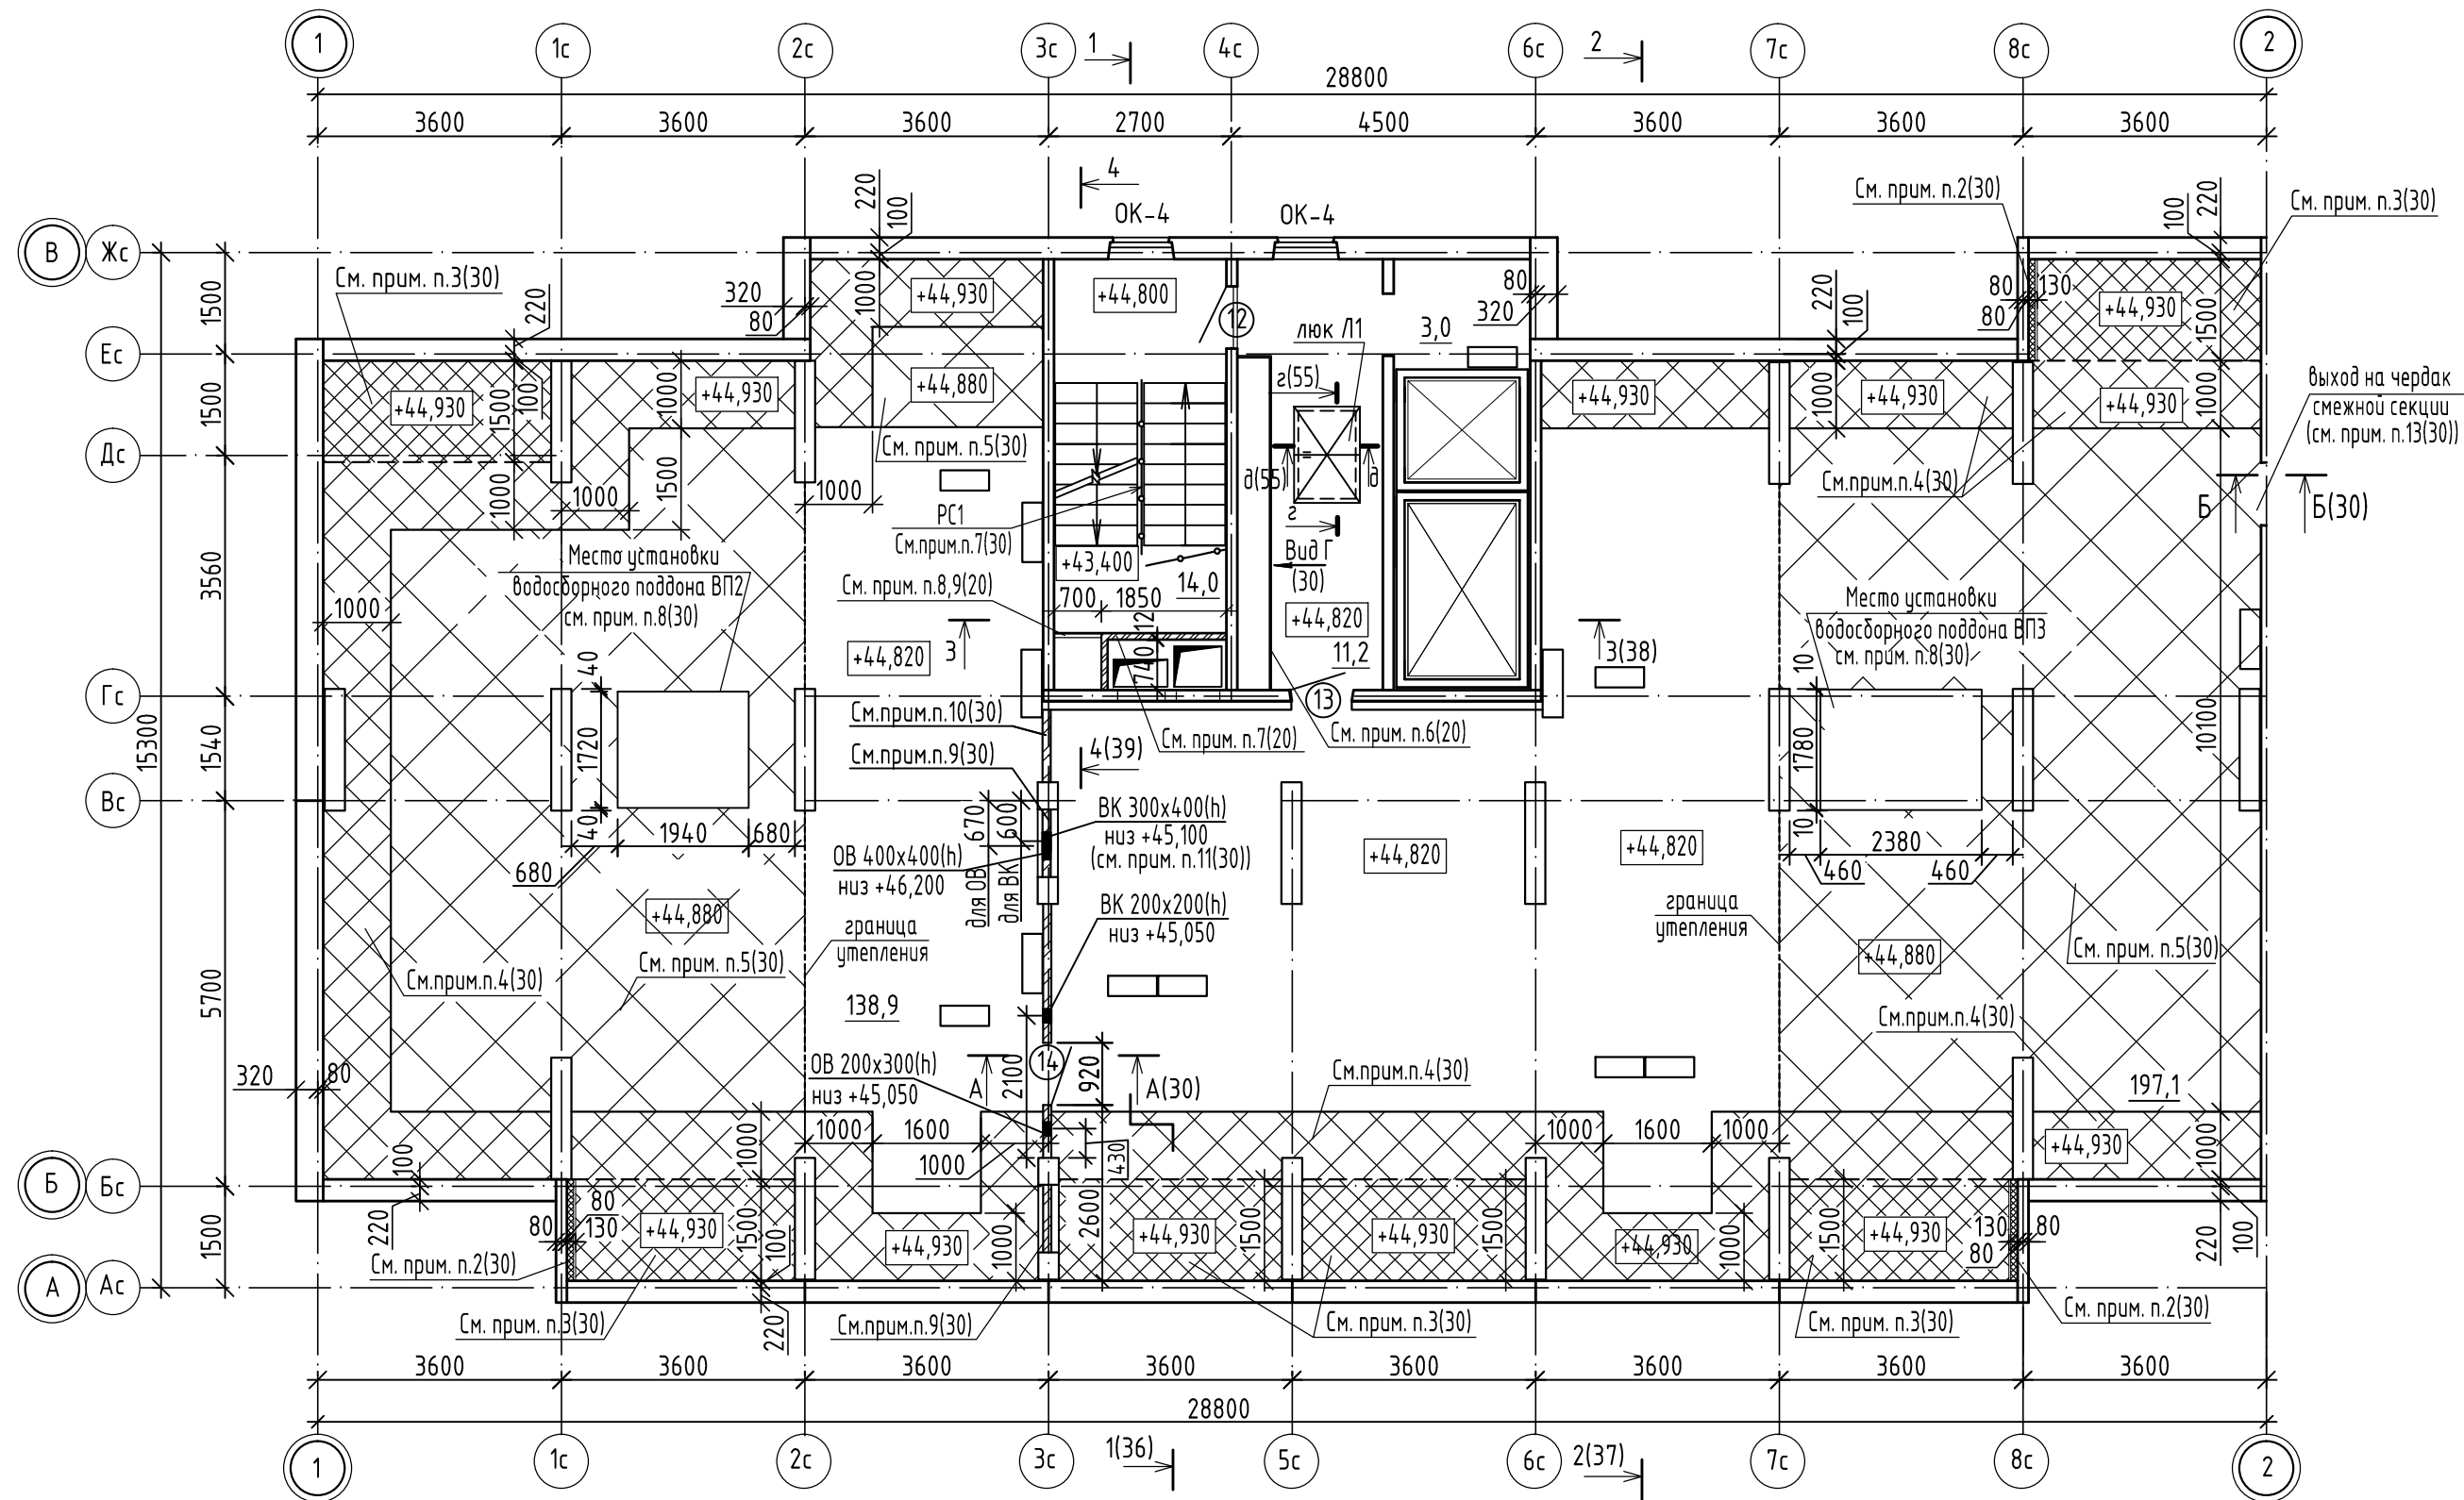 1
1с
2с
3с
1
4с
6с
2
7с
8с
2
28800
3600
3600
3600
2700
4500
3600
3600
3600
4
220
100
ОК-4
ОК-4
См. прим. п.2(30)
100
220
См. прим. п.3(30)
В
Жс
См. прим. п.3(30)
220
320
80
1000
+44,930
+44,800
12
люк Л1
3,0
80
320
220
100
80
130
80
+44,930
1500
1500
Ес
+44,930
1500
100
1000
+44,930
+44,880
г(55)
+44,930
1000
+44,930
+44,930
1000
выход на чердак
смежной секции
(см. прим. п.13(30))
1500
Дс
1000
1000
1500
1000
См. прим. п.5(30)
РС1
См.прим.п.7(30)
д(55)
д
г
См.прим.п.4(30)
Б
Б(30)
3560
Место установки
водосборного поддона ВП2
см. прим. п.8(30)
1000
+43,400
14,0
Вид Г
(30)
См. прим. п.8,9(20)
700
1850
12
740
+44,820
3
+44,820
11,2
3(38)
Место установки
водосборного поддона ВП3
см. прим. п.8(30)
15300
Гс
40
1720
40
13
10
1780
10
10100
1540
См.прим.п.10(30)
См.прим.п.9(30)
4(39)
См. прим. п.7(20)
См. прим. п.6(20)
Вс
680
1940
680
670
600
для ОВ
для ВК
ВК 300х400(h)
низ +45,100
(см. прим. п.11(30))
ОВ 400х400(h)
низ +46,200
+44,820
+44,820
2380
460
460
ВК 200х200(h)
низ +45,050
+44,880
граница
утепления
граница
утепления
+44,880
См. прим. п.5(30)
5700
См.прим.п.4(30)
См. прим. п.5(30)
138,9
См.прим.п.4(30)
320
80
ОВ 200х300(h)
низ +45,050
А
2100
14
920
А(30)
См.прим.п.4(30)
197,1
1000
1000
1600
1000
430
2600
1000
1600
1000
+44,930
1000
Б
Бс
100
220
80
80
130
+44,930
1500
100
+44,930
1000
+44,930
1500
+44,930
1500
+44,930
1000
1500
+44,930
130
80
80
220
100
1500
См. прим. п.2(30)
А
Ас
См. прим. п.3(30)
220
См.прим.п.9(30)
См. прим. п.3(30)
См. прим. п.3(30)
См. прим. п.2(30)
3600
3600
3600
3600
3600
3600
3600
3600
28800
1
1с
2с
3с
1(36)
5с
6с
2(37)
7с
8с
2